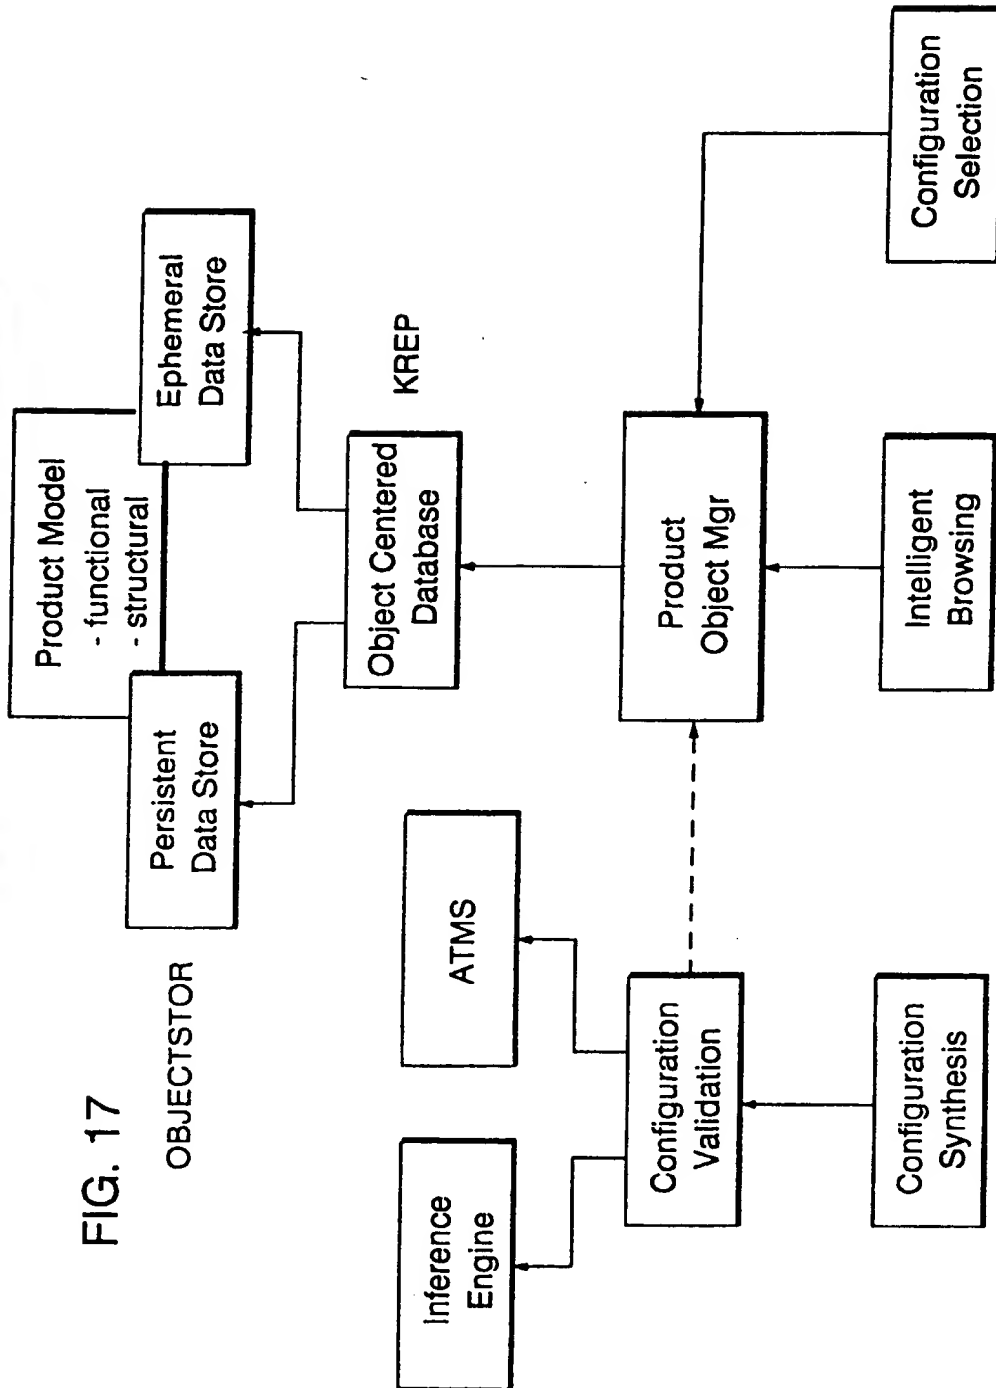 FIG. 17
OBJECTSTOR
Product Model
- functional
- structural
Persistent
Data Store
Ephemeral
Data Store
KREP
Object Centered
Database
Inference
Engine
ATMS
Configuration
Validation
Product
Object Mgr
Configuration
Synthesis
Intelligent
Browsing
Configuration
Selection